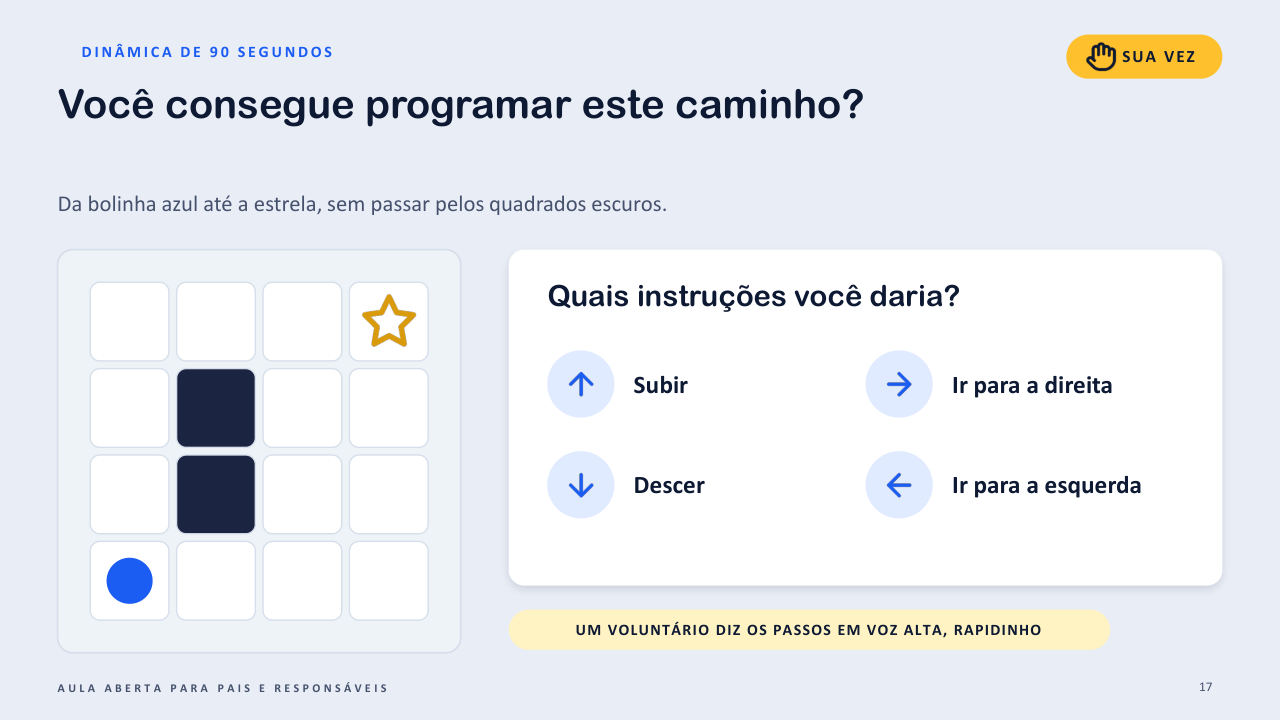 DINÂMICA DE 90 SEGUNDOS
SUA VEZ
Você consegue programar este caminho?
Da bolinha azul até a estrela, sem passar pelos quadrados escuros.
Quais instruções você daria?
Subir
Ir para a direita
Descer
Ir para a esquerda
UM VOLUNTÁRIO DIZ OS PASSOS EM VOZ ALTA, RAPIDINHO
AULA ABERTA PARA PAIS E RESPONSÁVEIS
17